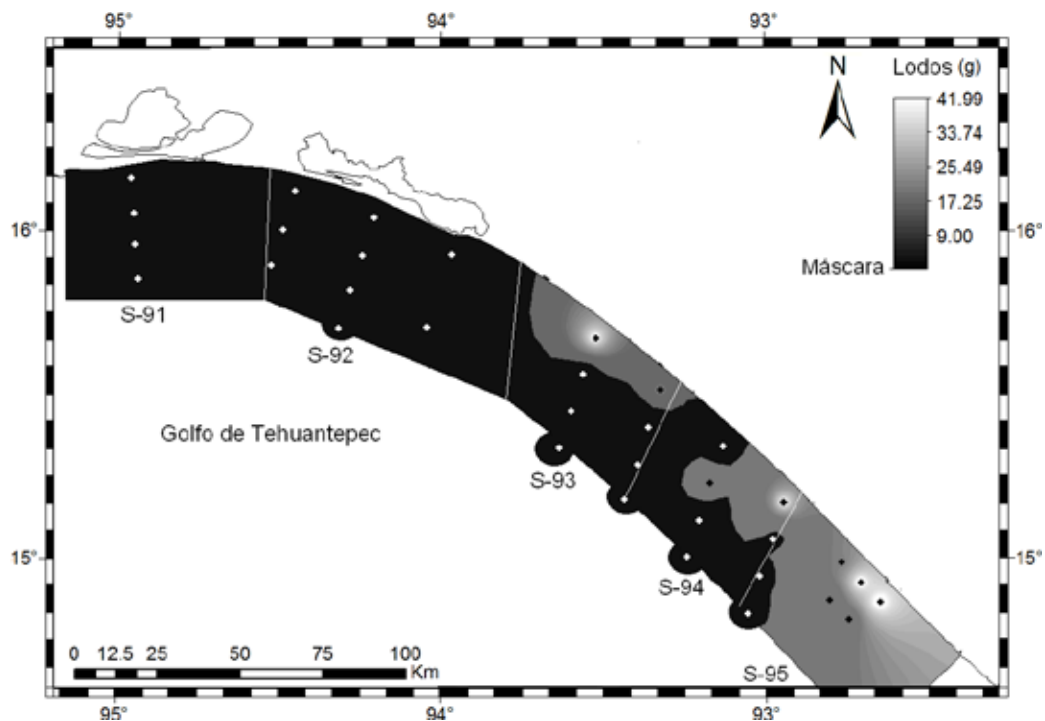 95° 94° 93°
N
Lodos (g)
41.99
33.74
25.49
17.25
9.00
Máscara
16° 16°
S-91
S-92
Golfo de Tehuantepec
S-93
15° 15°
S-94
S-95
0 12.5 25 50 75 100
Km
95° 94° 93°